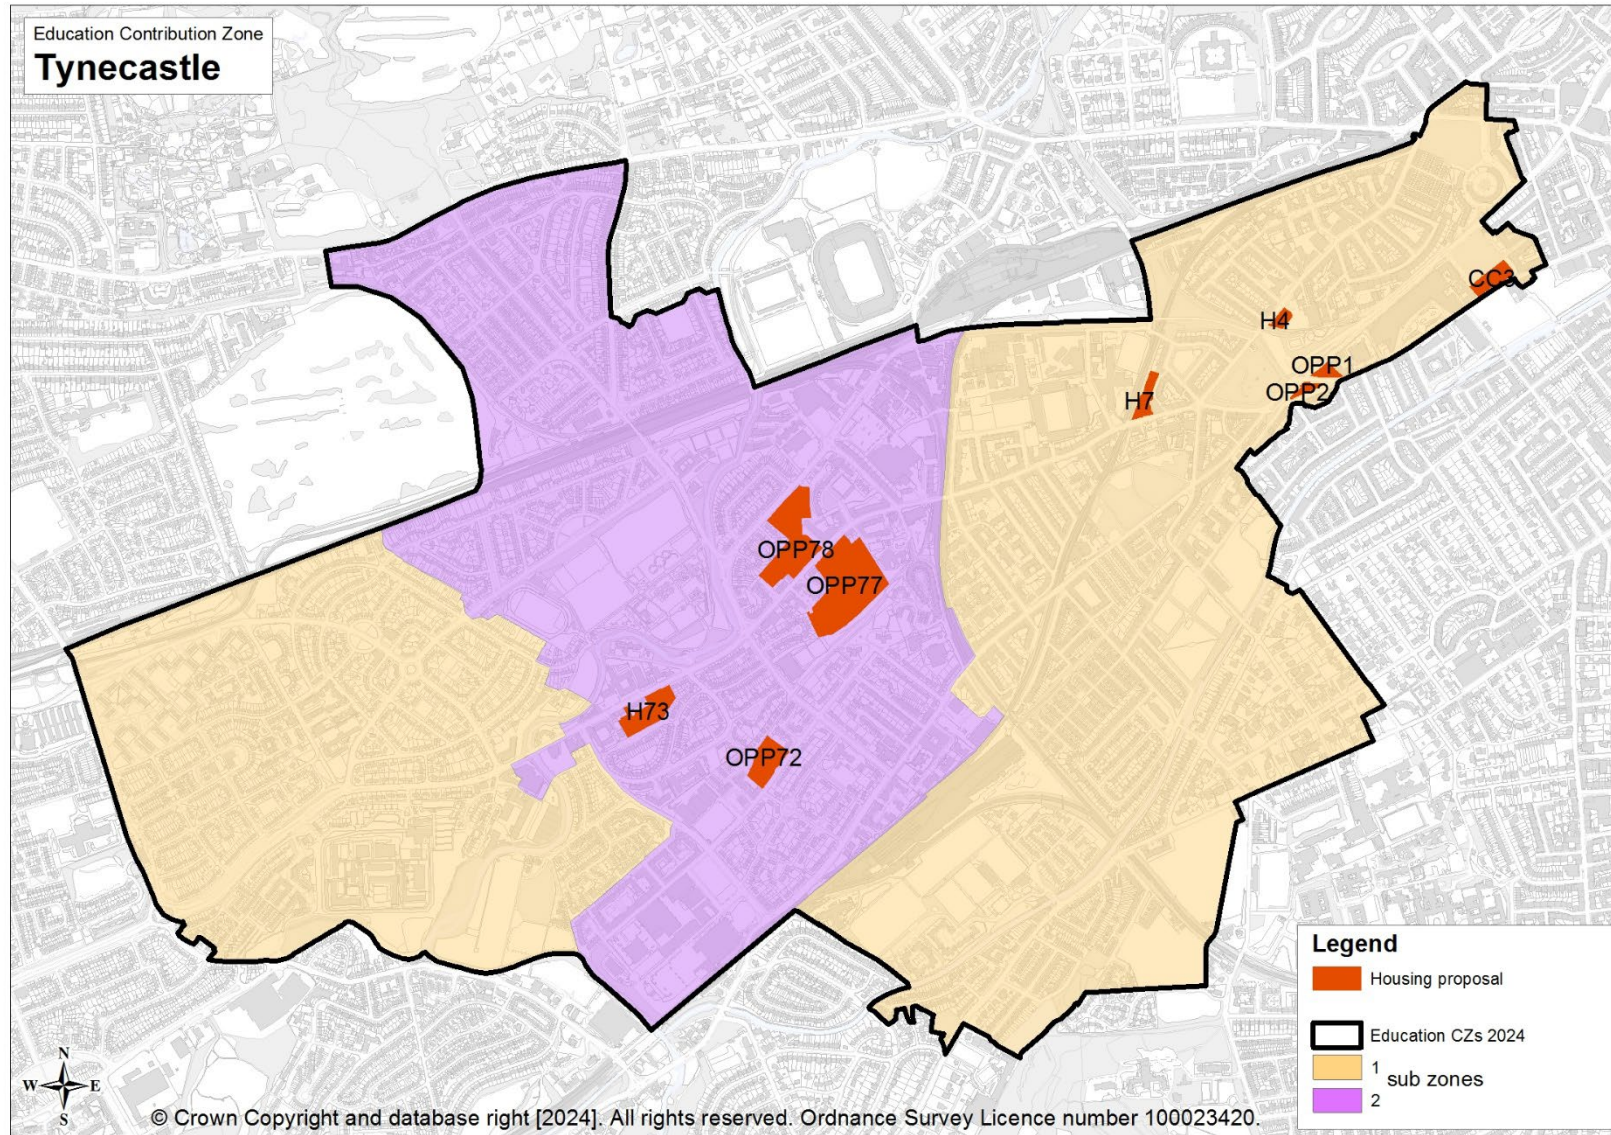 Education Contribution Zone
Tynecastle
CC3
H4
OPP1
OPP2
H7
OPP78
OPP77
H73
OPP72
Legend
Housing proposal
Education CZs 2024
1
sub zones
2
N
W E
S
© Crown Copyright and database right [2024]. All rights reserved. Ordnance Survey Licence number 100023420.